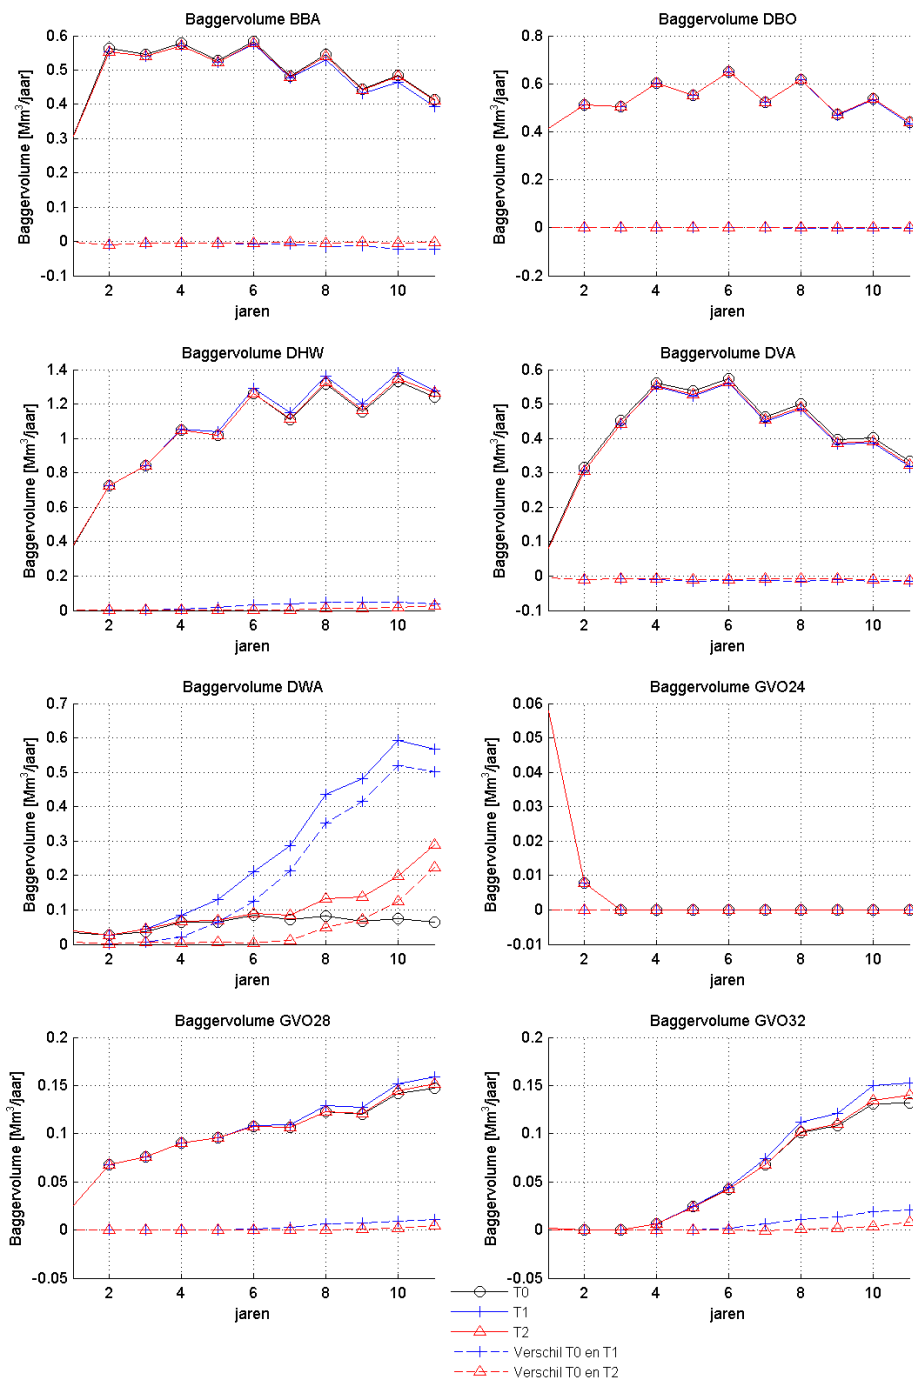 Baggervolume BBA
Baggervolume [Mm³/jaar]
0.6
0.5
0.4
0.3
0.2
0.1
0
-0.1
2 4 6 8 10
jaren
Baggervolume DBO
Baggervolume [Mm³/jaar]
0.8
0.6
0.4
0.2
0
-0.2
2 4 6 8 10
jaren
Baggervolume DHW
Baggervolume [Mm³/jaar]
1.4
1.2
1
0.8
0.6
0.4
0.2
0
2 4 6 8 10
jaren
Baggervolume DVA
Baggervolume [Mm³/jaar]
0.6
0.5
0.4
0.3
0.2
0.1
0
-0.1
2 4 6 8 10
jaren
Baggervolume DWA
Baggervolume [Mm³/jaar]
0.7
0.6
0.5
0.4
0.3
0.2
0.1
0
2 4 6 8 10
jaren
Baggervolume GVO24
Baggervolume [Mm³/jaar]
0.06
0.05
0.04
0.03
0.02
0.01
0
-0.01
2 4 6 8 10
jaren
Baggervolume GVO28
Baggervolume [Mm³/jaar]
0.2
0.15
0.1
0.05
0
-0.05
2 4 6 8 10
jaren
Baggervolume GVO32
Baggervolume [Mm³/jaar]
0.2
0.15
0.1
0.05
0
-0.05
2 4 6 8 10
jaren
T0
T1
T2
Verschil T0 en T1
Verschil T0 en T2